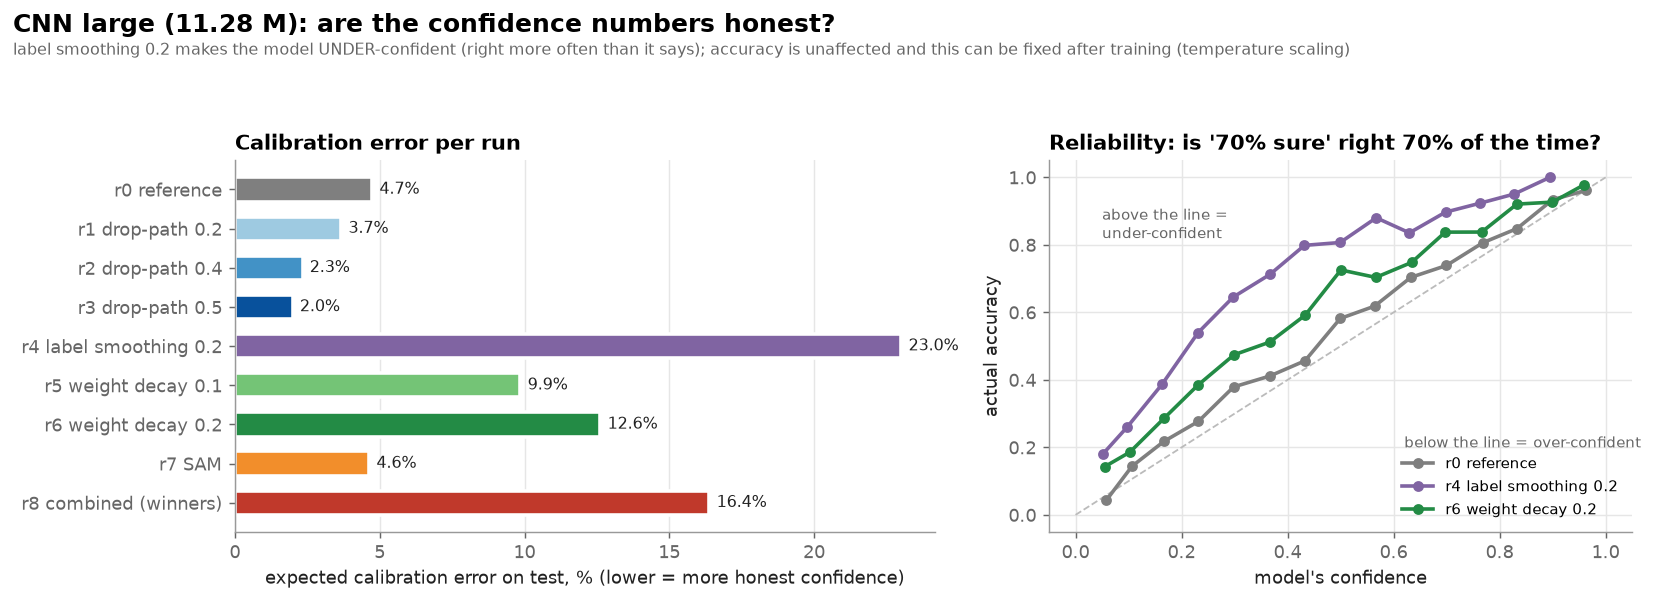 CNN large (11.28 M): are the confidence numbers honest?
label smoothing 0.2 makes the model UNDER-confident (right more often than it says); accuracy is unaffected and this can be fixed after training (temperature scaling)
Calibration error per run
r0 reference
4.7%
r1 drop-path 0.2
3.7%
r2 drop-path 0.4
2.3%
r3 drop-path 0.5
2.0%
r4 label smoothing 0.2
23.0%
r5 weight decay 0.1
9.9%
r6 weight decay 0.2
12.6%
r7 SAM
4.6%
r8 combined (winners)
16.4%
0 5 10 15 20
expected calibration error on test, % (lower = more honest confidence)
Reliability: is '70% sure' right 70% of the time?
actual accuracy
1.0
0.8
0.6
0.4
0.2
0.0
above the line =
under-confident
below the line = over-confident
r0 reference
r4 label smoothing 0.2
r6 weight decay 0.2
0.0 0.2 0.4 0.6 0.8 1.0
model's confidence